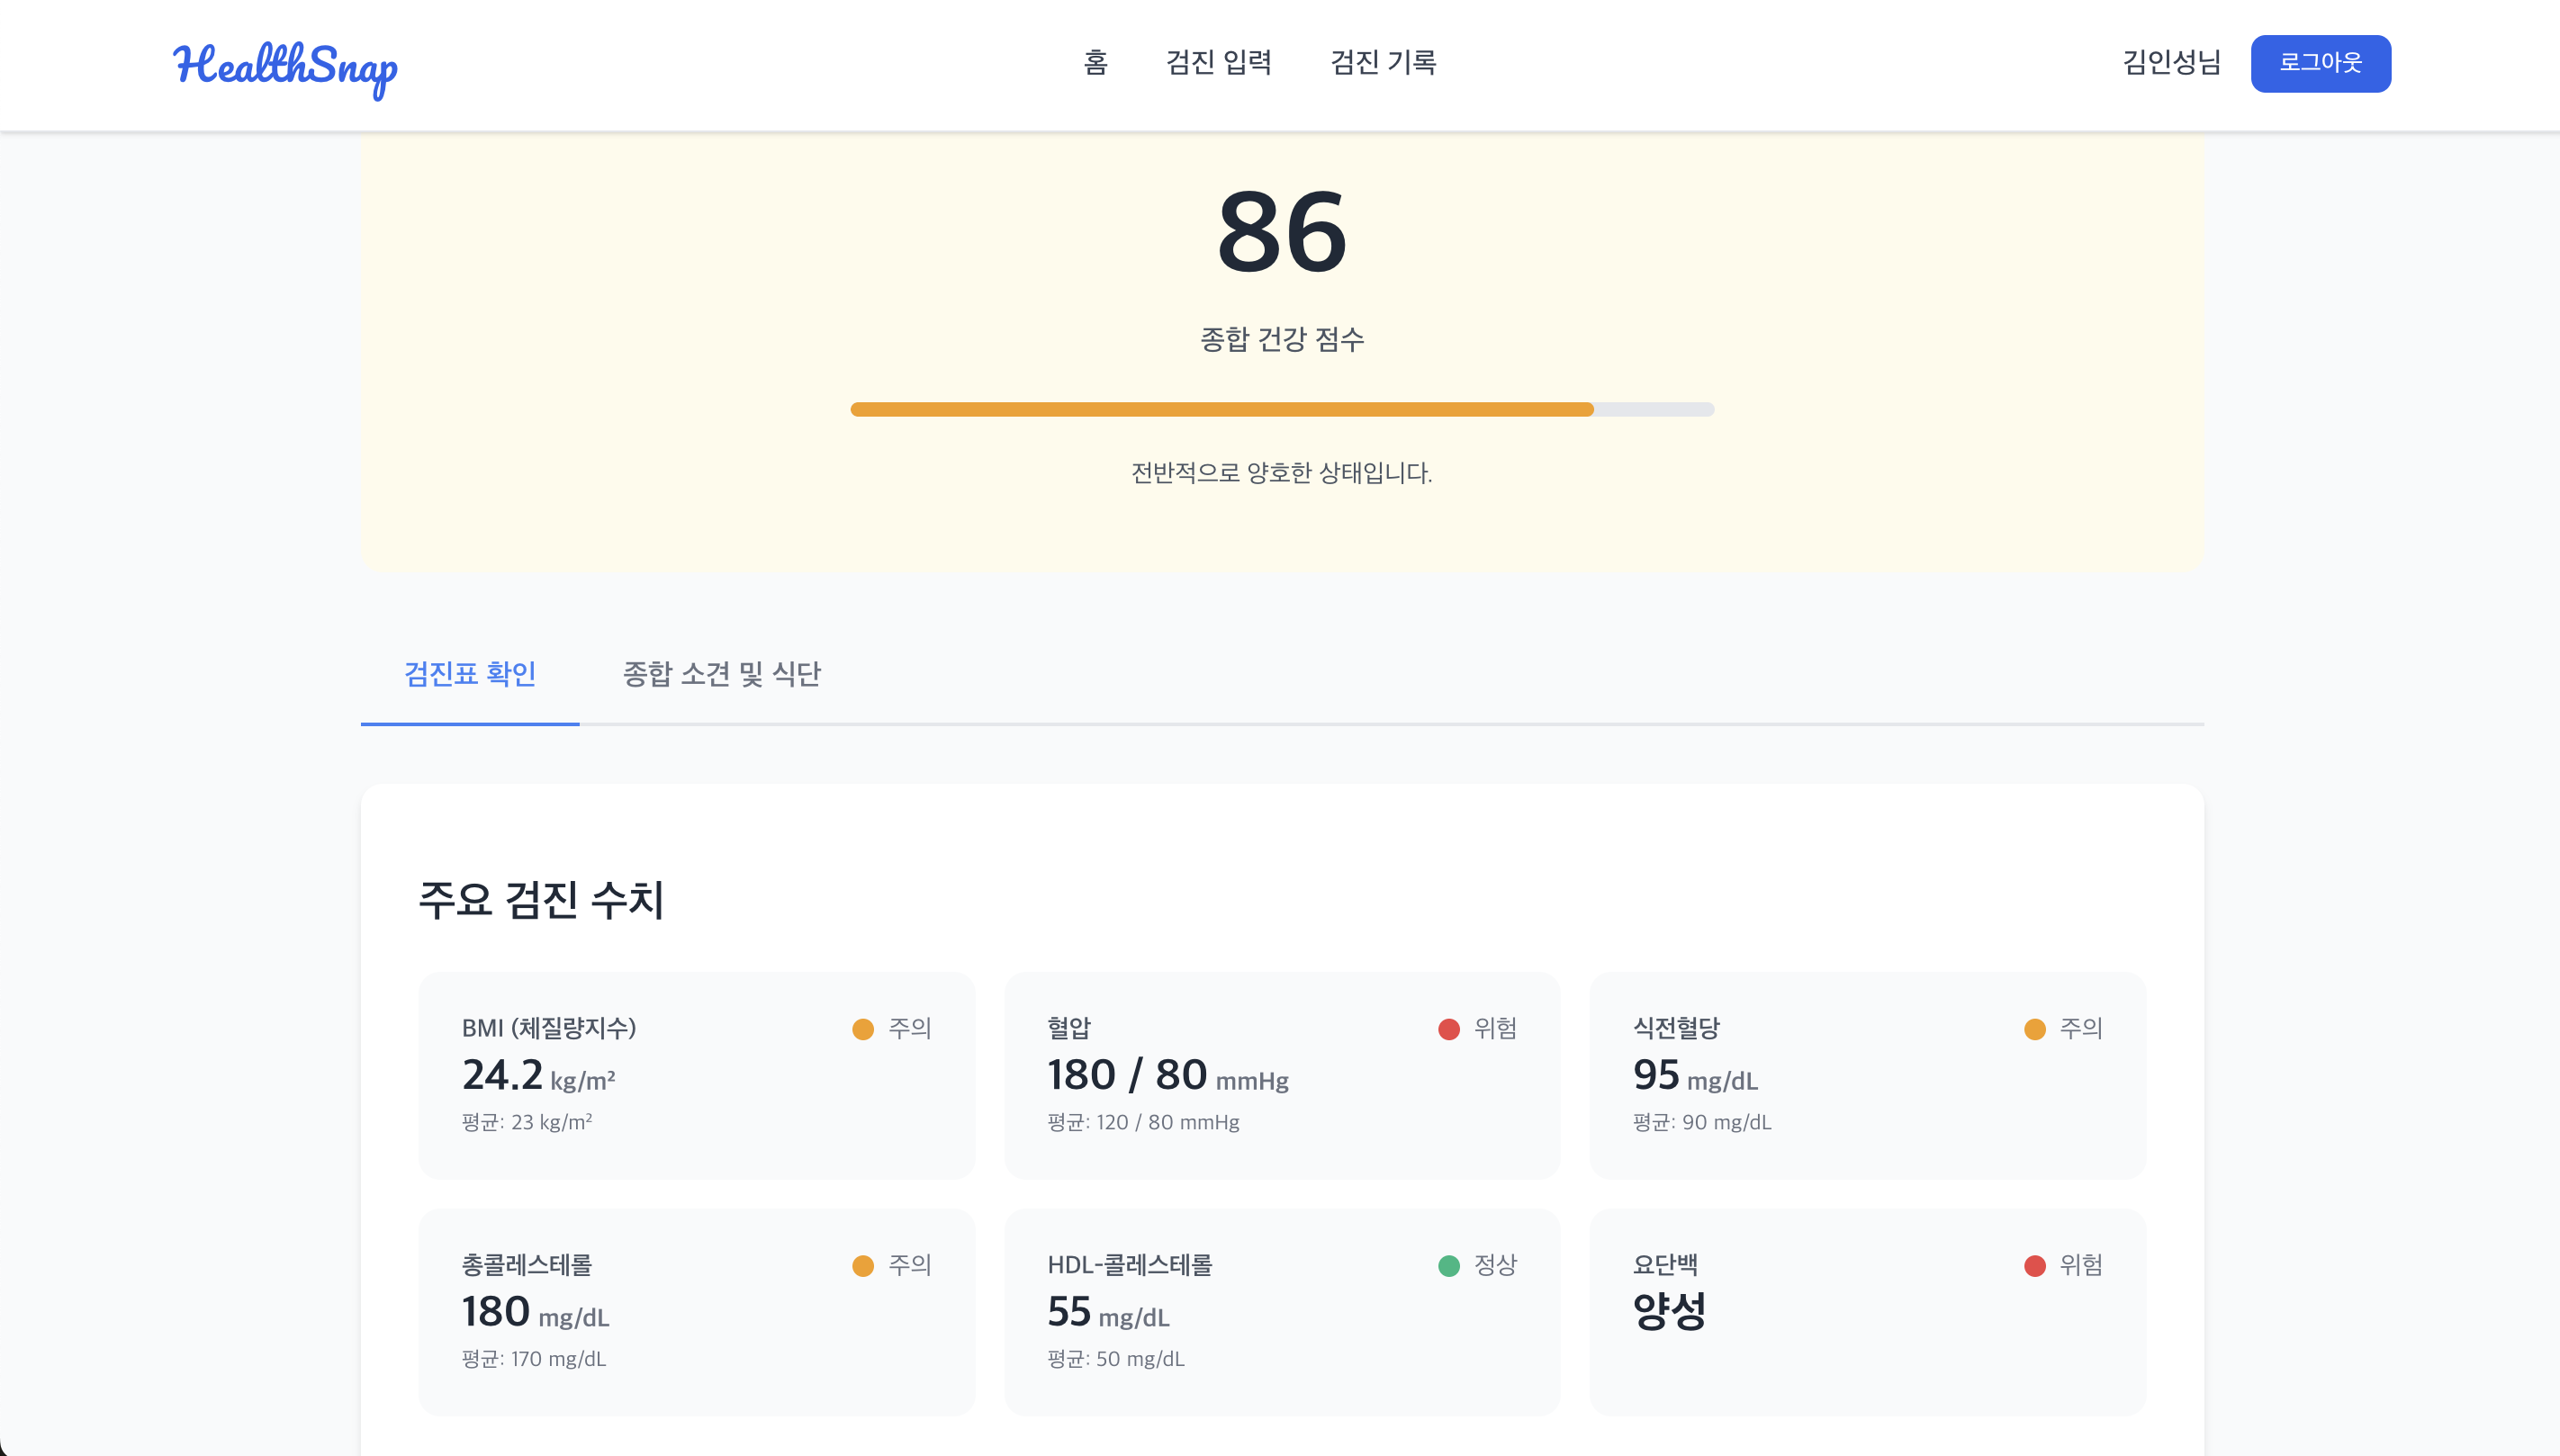 HealthSnap
홈 검진 입력 검진 기록
김인성님 로그아웃
86
종합 건강 점수
전반적으로 양호한 상태입니다.
검진표 확인 종합 소견 및 식단
주요 검진 수치
BMI (체질량지수) 주의
24.2 kg/m²
평균: 23 kg/m²
혈압 위험
180 / 80 mmHg
평균: 120 / 80 mmHg
식전혈당 주의
95 mg/dL
평균: 90 mg/dL
총콜레스테롤 주의
180 mg/dL
평균: 170 mg/dL
HDL-콜레스테롤 정상
55 mg/dL
평균: 50 mg/dL
요단백 위험
양성